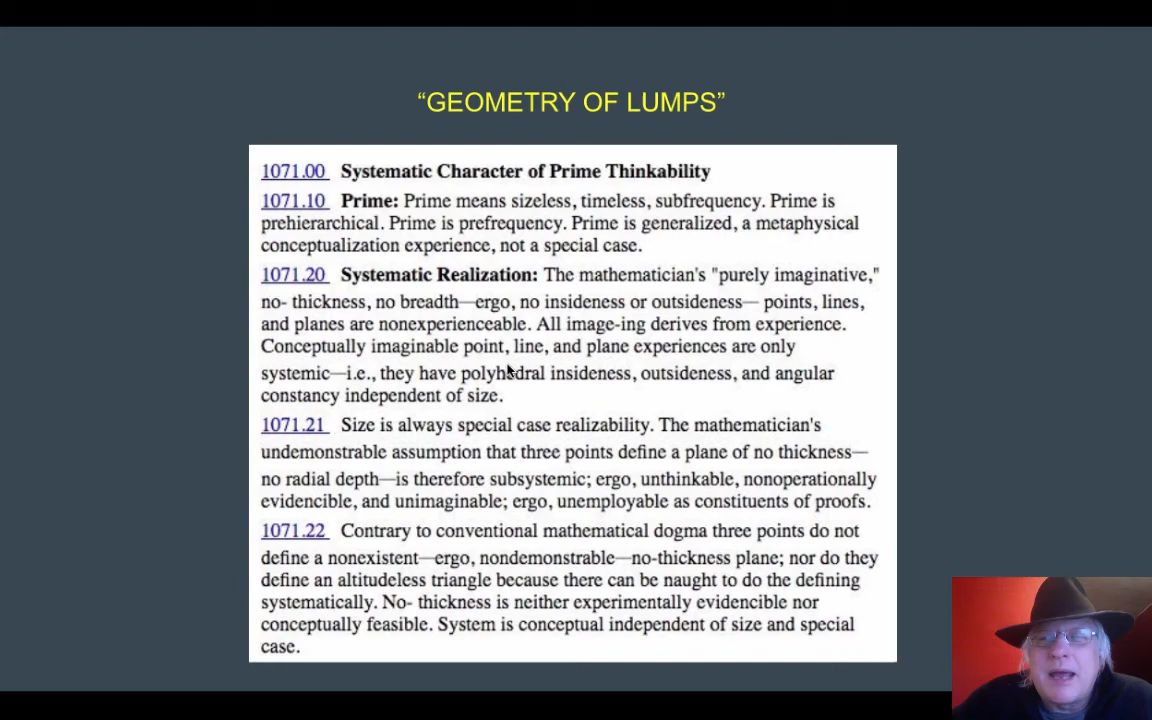 “GEOMETRY OF LUMPS”
1071.00 Systematic Character of Prime Thinkability
1071.10 Prime: Prime means sizeless, timeless, subfrequency. Prime is
prehierarchical. Prime is prefrequency. Prime is generalized, a metaphysical
conceptualization experience, not a special case.
1071.20 Systematic Realization: The mathematician's "purely imaginative,"
no- thickness, no breadth—ergo, no insideness or outsideness— points, lines,
and planes are nonexperienceable. All image-ing derives from experience.
Conceptually imaginable point, line, and plane experiences are only
systemic—i.e., they have polyhedral insideness, outsideness, and angular
constancy independent of size.
1071.21 Size is always special case realizability. The mathematician's
undemonstrable assumption that three points define a plane of no thickness—
no radial depth—is therefore subsystemic; ergo, unthinkable, nonoperationally
evidencible, and unimaginable; ergo, unemployable as constituents of proofs.
1071.22 Contrary to conventional mathematical dogma three points do not
define a nonexistent—ergo, nondemonstrable—no-thickness plane; nor do they
define an altitudeless triangle because there can be naught to do the defining
systematically. No- thickness is neither experimentally evidencible nor
conceptually feasible. System is conceptual independent of size and special
case.